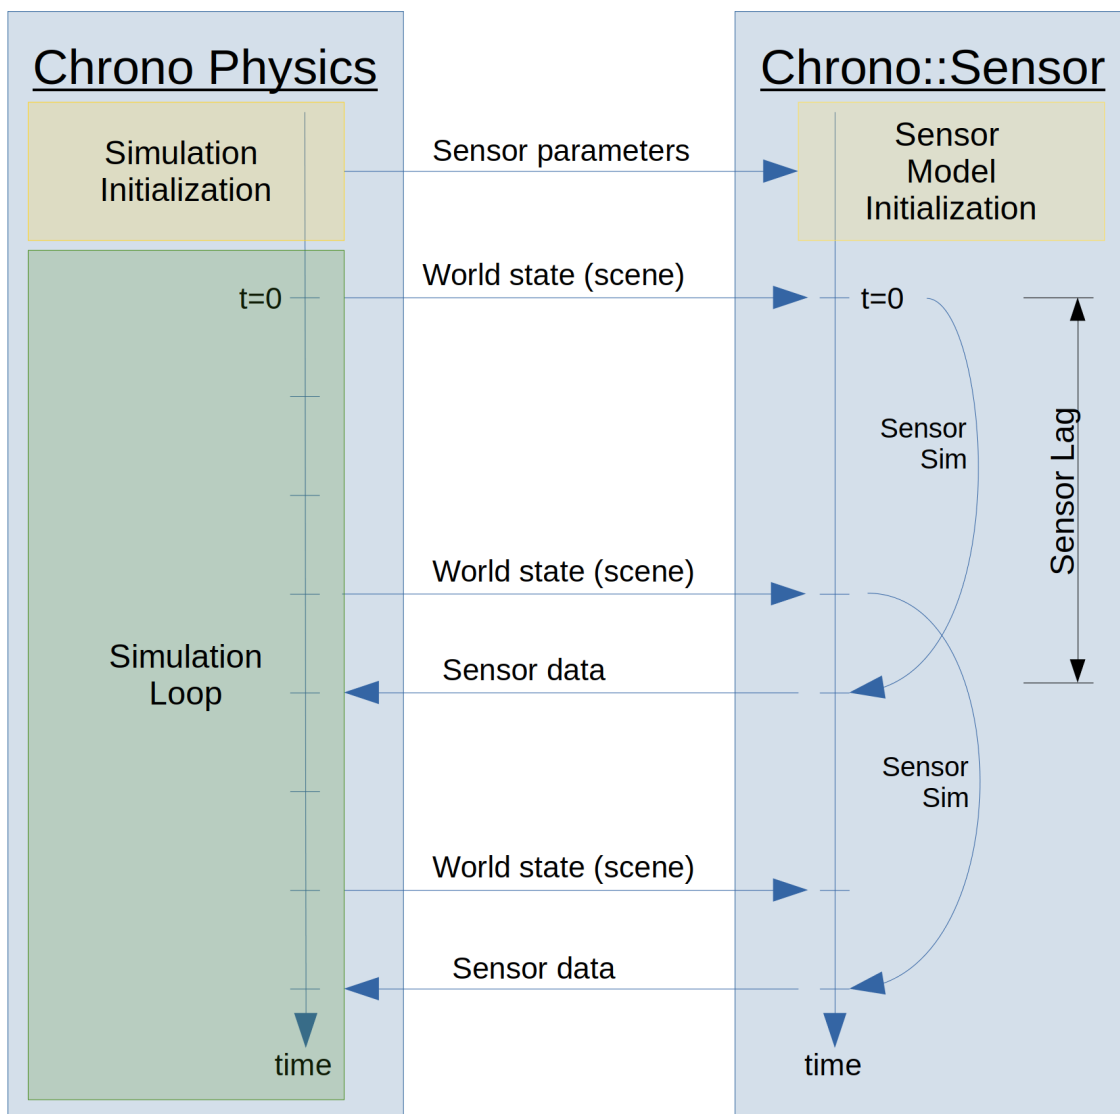 Chrono Physics
Chrono::Sensor
Simulation
Initialization
Sensor parameters
Sensor
Model
Initialization
World state (scene)
t=0
t=0
Sensor
Sim
Sensor Lag
World state (scene)
Simulation
Loop
Sensor data
Sensor
Sim
World state (scene)
Sensor data
time
time